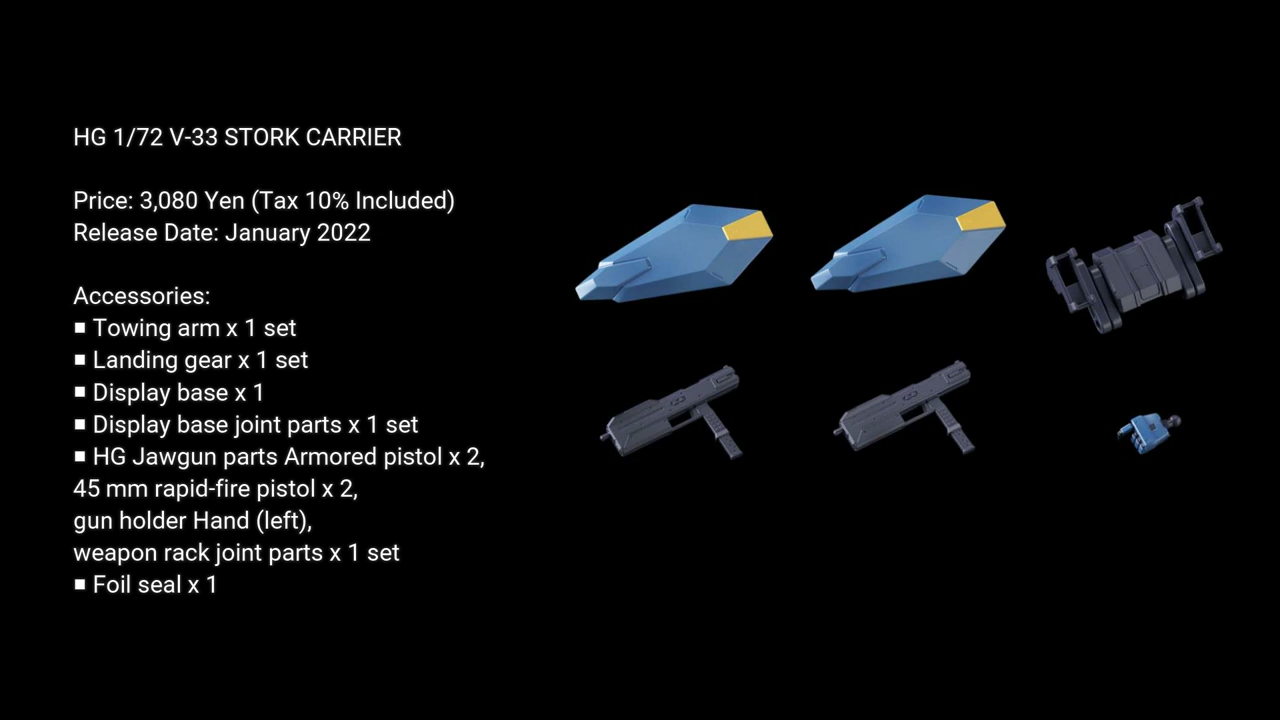 HG 1/72 V-33 STORK CARRIER
Price: 3,080 Yen (Tax 10% Included)
Release Date: January 2022
Accessories:
▪ Towing arm x 1 set
▪ Landing gear x 1 set
▪ Display base x 1
▪ Display base joint parts x 1 set
▪ HG Jawgun parts Armored pistol x 2,
45 mm rapid-fire pistol x 2,
gun holder Hand (left),
weapon rack joint parts x 1 set
▪ Foil seal x 1